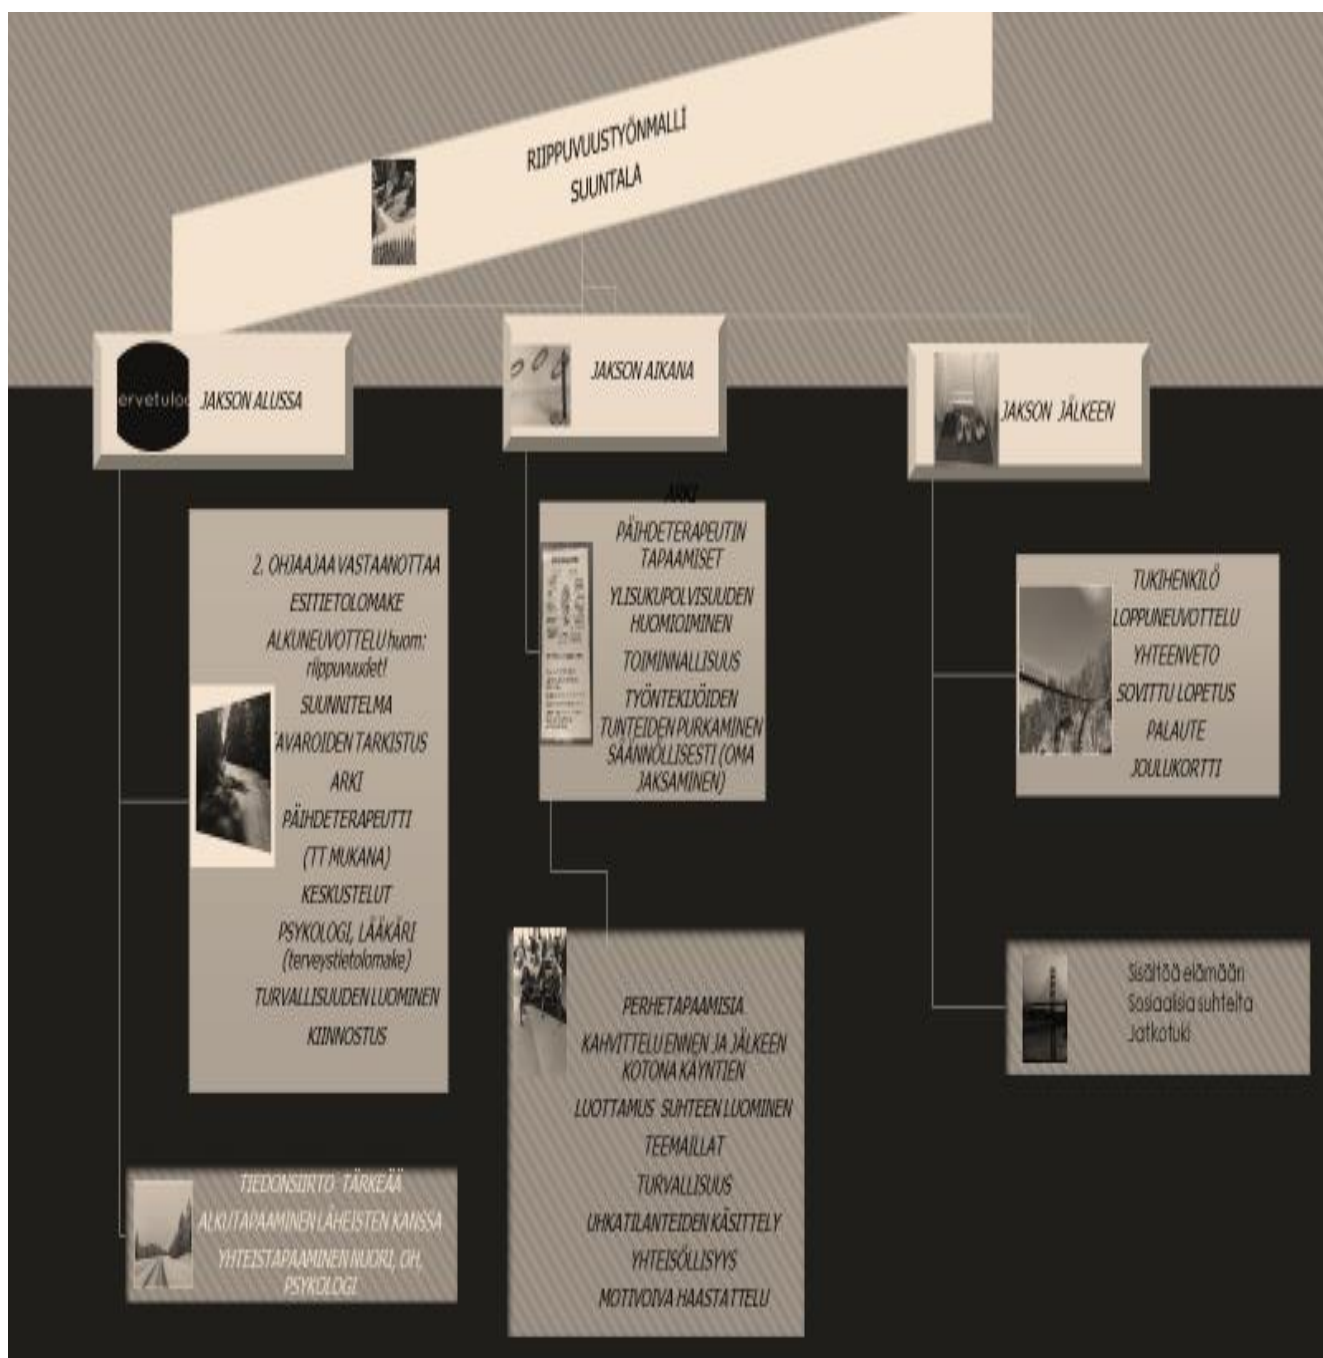 RIIPPUVUUSTYÖNMALLI
SUUNTALA
ervetuloo
JAKSON ALUSSA
2. OHJAAJAA VASTAANOTTAA
ESITIETOLOMAKE
ALKUNEUVOTTELU huom:
riippuvuudet!
SUUNNITELMA
AVAROIDEN TARKISTUS
ARKI
PÄIHDETERAPEUTTI
(TT MUKANA)
KESKUSTELUT
PSYKOLOGI, LÄÄKÄRI
(terveystietolomake)
TURVALLISUUDEN LUOMINEN
KIINNOSTUS
TIEDONSIIRTO TÄRKEÄÄ
ALKUTAPAAMINEN LÄHEISTEN KANSSA
YHTEISTAPAAMINEN NUORI, OH,
PSYKOLOGI
JAKSON AIKANA
ARKI
PÄIHDETERAPEUTIN
TAPAAMISET
YLISUKUPOLVISUUDEN
HUOMIOIMINEN
TOIMINNALLISUUS
TYÖNTEKIJÖIDEN
TUNTEIDEN PURKAMINEN
SÄÄNNÖLLISESTI (OMA
JAKSAMINEN)
PERHETAPAAMISIA
KAHVITTELU ENNEN JA JÄLKEEN
KOTONA KÄYNTIEN
LUOTTAMUS SUHTEEN LUOMINEN
TEEMAILLAT
TURVALLISUUS
UHKATILANTEIDEN KÄSITTELY
YHTEISÖLLISYYS
MOTIVOIVA HAASTATTELU
JAKSON JÄLKEEN
TUKIHENKILÖ
LOPPUNEUVOTTELU
YHTEENVETO
SOVITTU LOPETUS
PALAUTE
JOULUKORTTI
Sisältöä elämään
Sosiaalisia suhteita
Jatkotuki